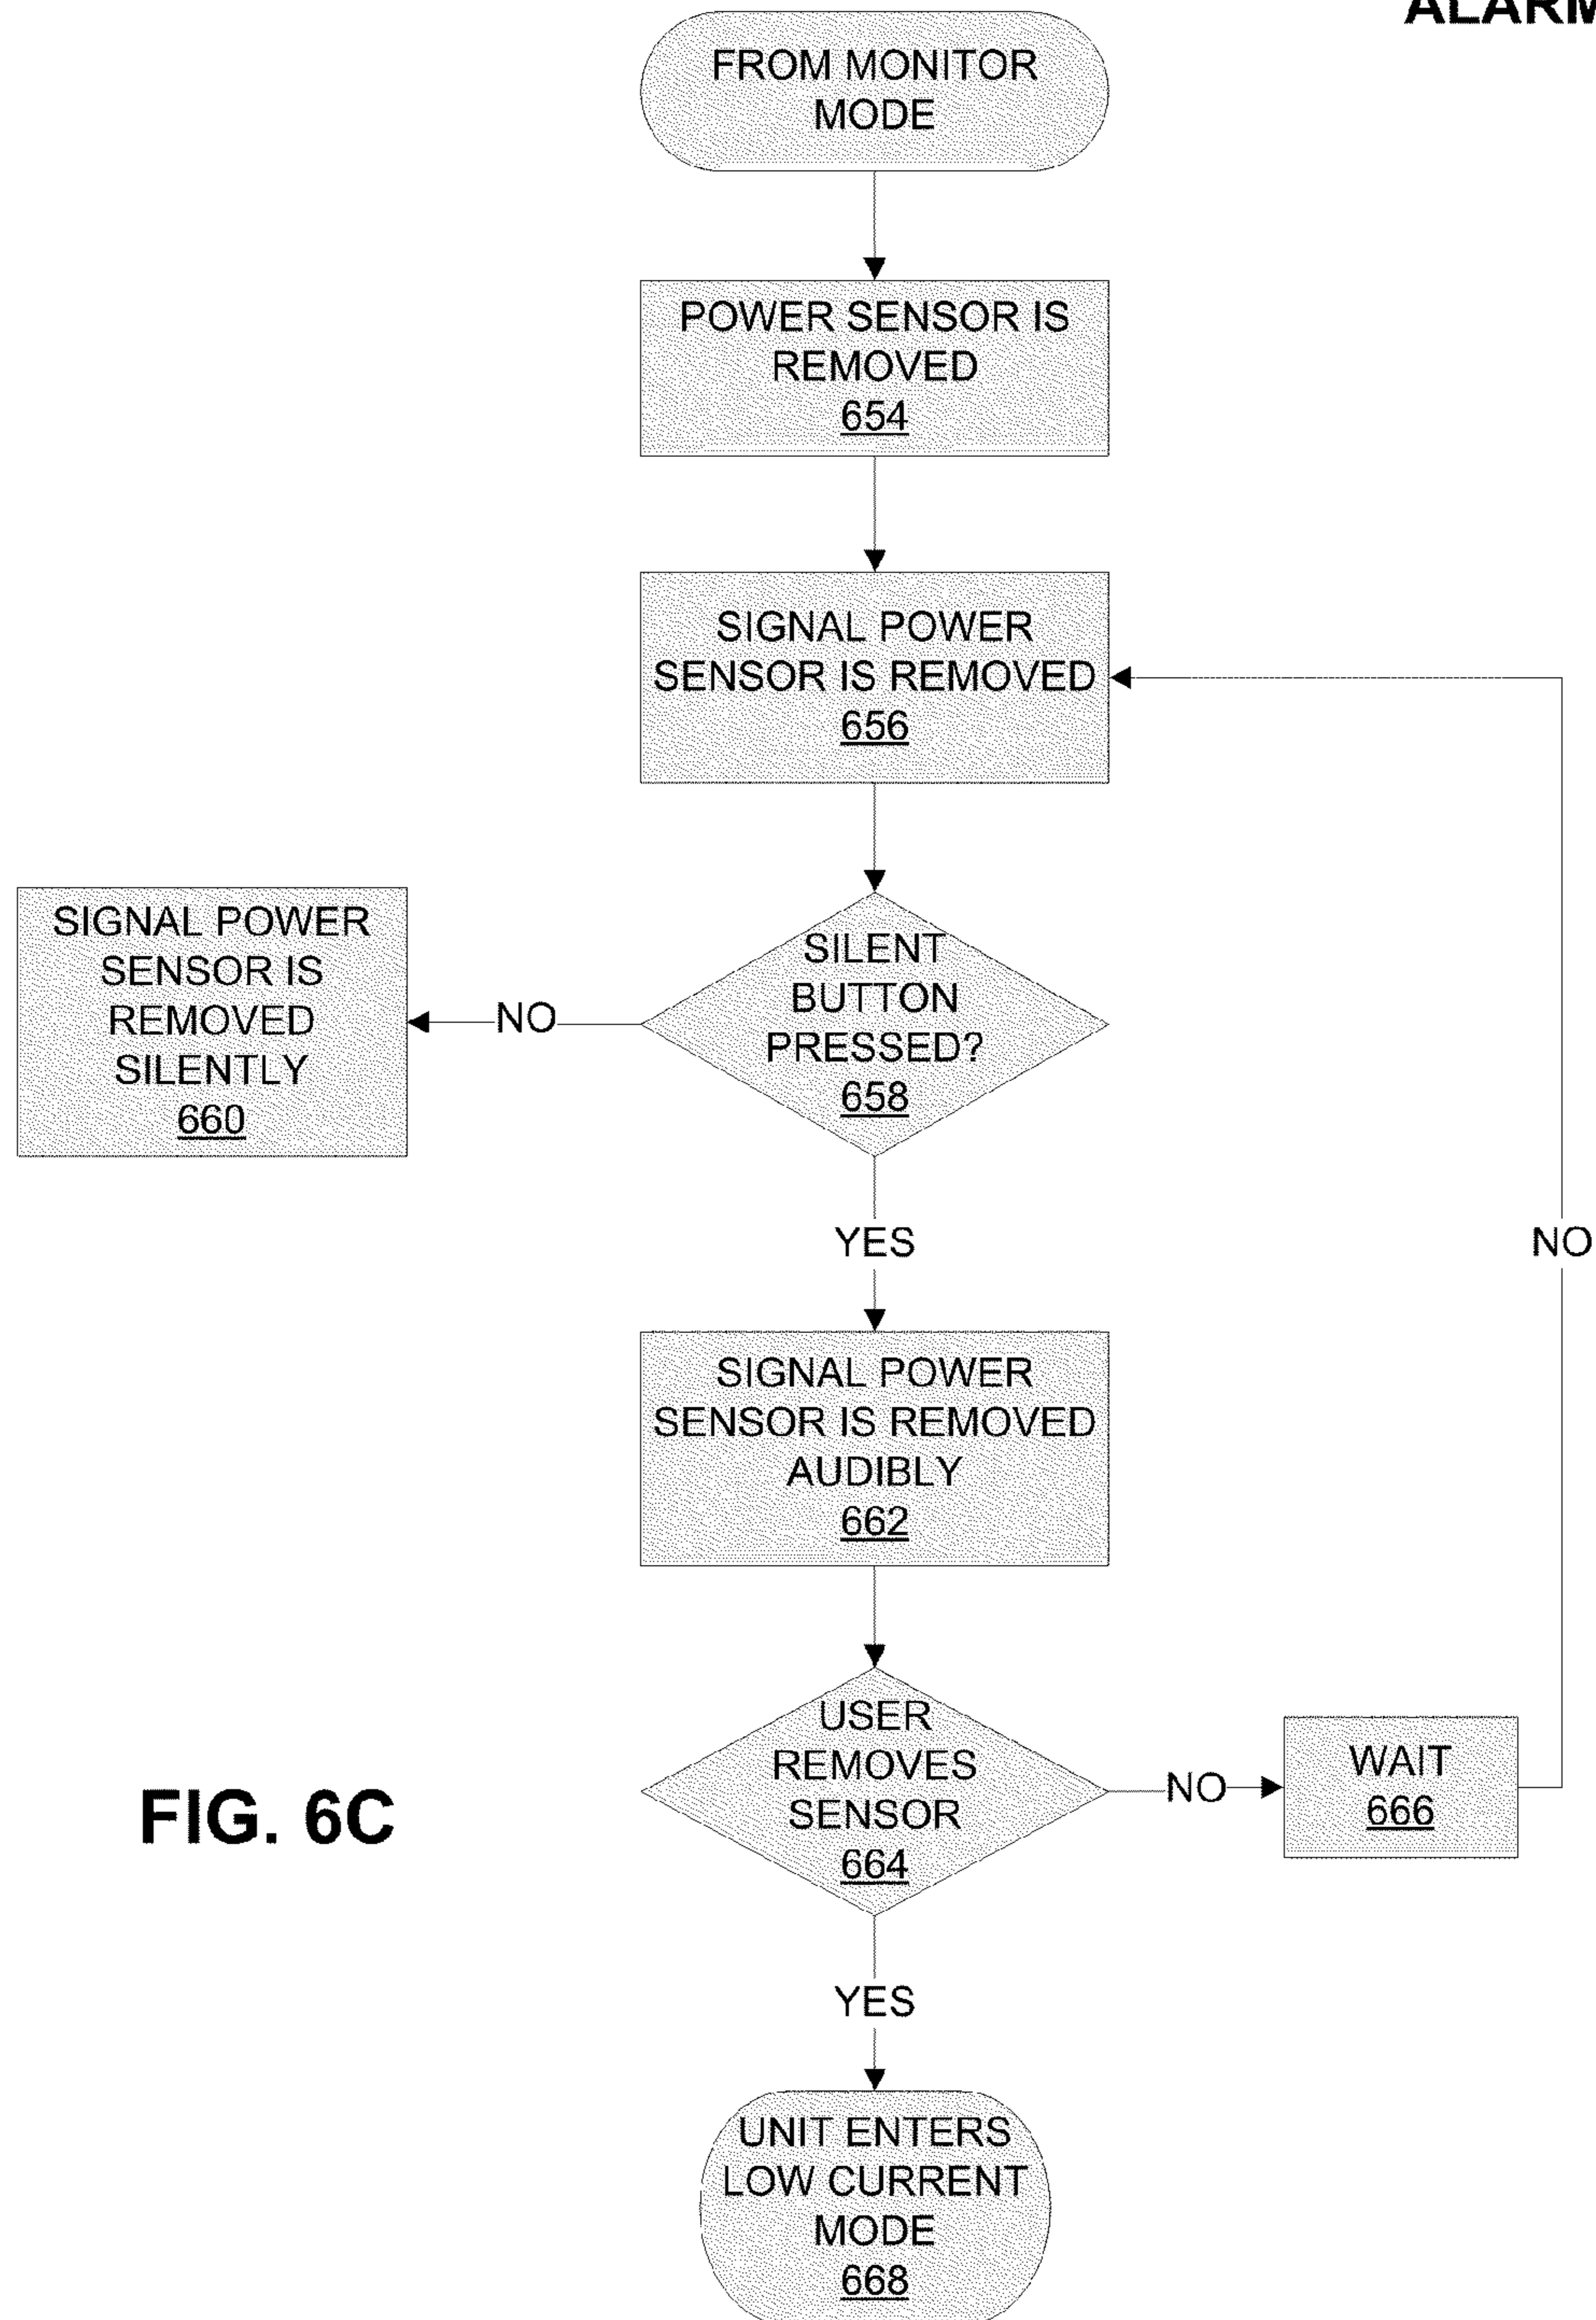 ALARM
FROM MONITOR
MODE
POWER SENSOR IS
REMOVED
654
SIGNAL POWER
SENSOR IS REMOVED
656
SIGNAL POWER
SENSOR IS
REMOVED
SILENTLY
660
NO
SILENT
BUTTON
PRESSED?
658
YES
NO
SIGNAL POWER
SENSOR IS REMOVED
AUDIBLY
662
USER
REMOVES
SENSOR
664
NO
WAIT
666
FIG. 6C
YES
UNIT ENTERS
LOW CURRENT
MODE
668